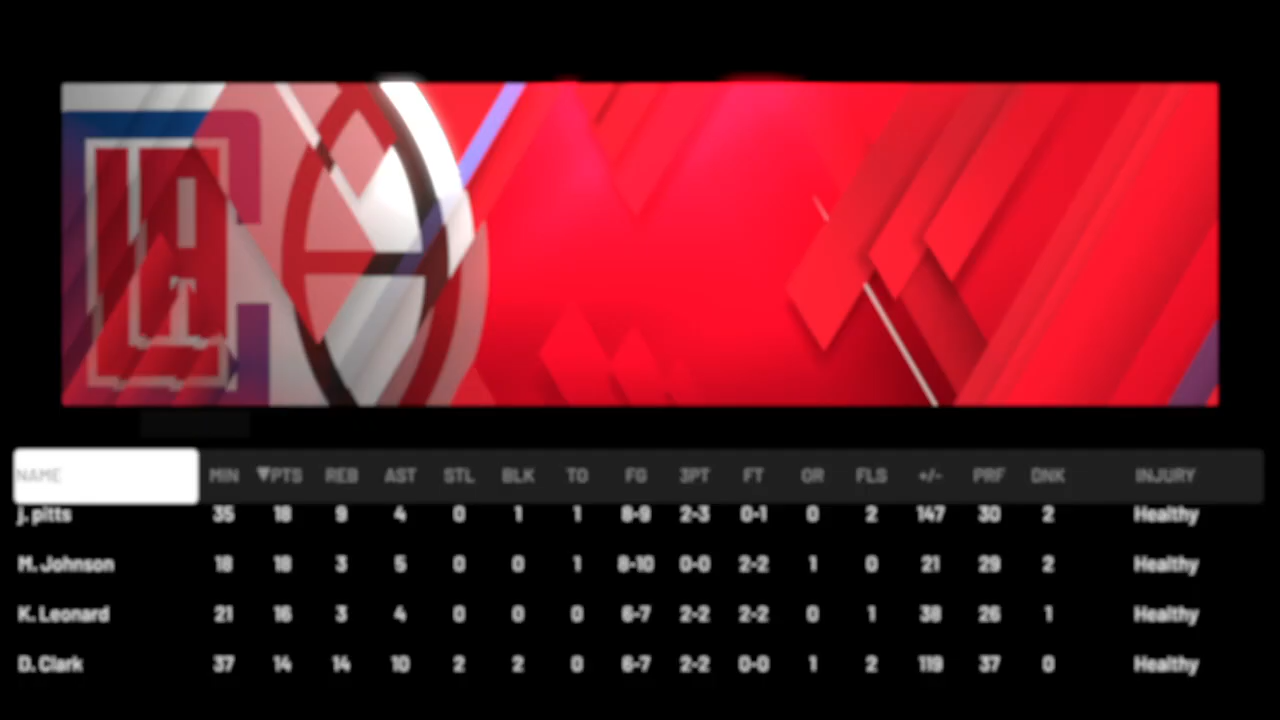 LA
NAME MIN ▼PTS REB AST STL BLK TO FG 3PT FT OR FLS +/- PRF DNK INJURY
j. pitts 35 18 9 4 0 1 1 8-9 2-3 0-1 0 2 147 30 2 Healthy
M. Johnson 18 18 3 5 0 0 1 8-10 0-0 2-2 1 0 21 29 2 Healthy
K. Leonard 21 16 3 4 0 0 0 6-7 2-2 2-2 0 1 38 26 1 Healthy
D. Clark 37 14 14 10 2 2 0 6-7 2-2 0-0 1 2 119 37 0 Healthy